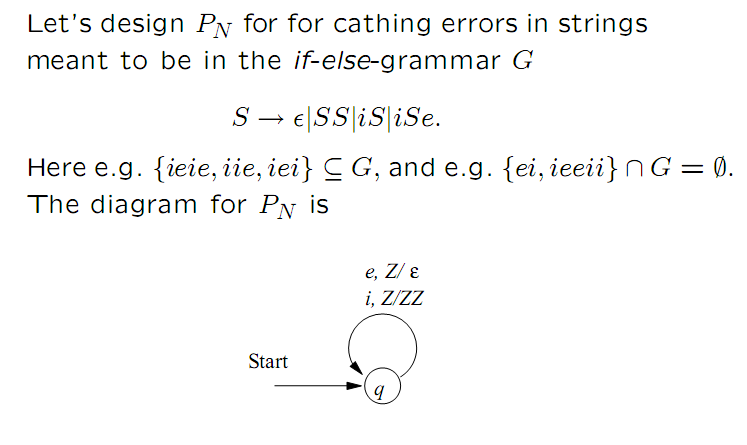 Let's design P_N for for cathing errors in strings
meant to be in the if-else-grammar G
S → ϵ|SS|iS|iSe.
Here e.g. {ieie, iie, iei} ⊆ G, and e.g. {ei, ieeii} ∩ G = ∅.
The diagram for P_N is
e, Z/ ε
i, Z/ZZ
Start
q